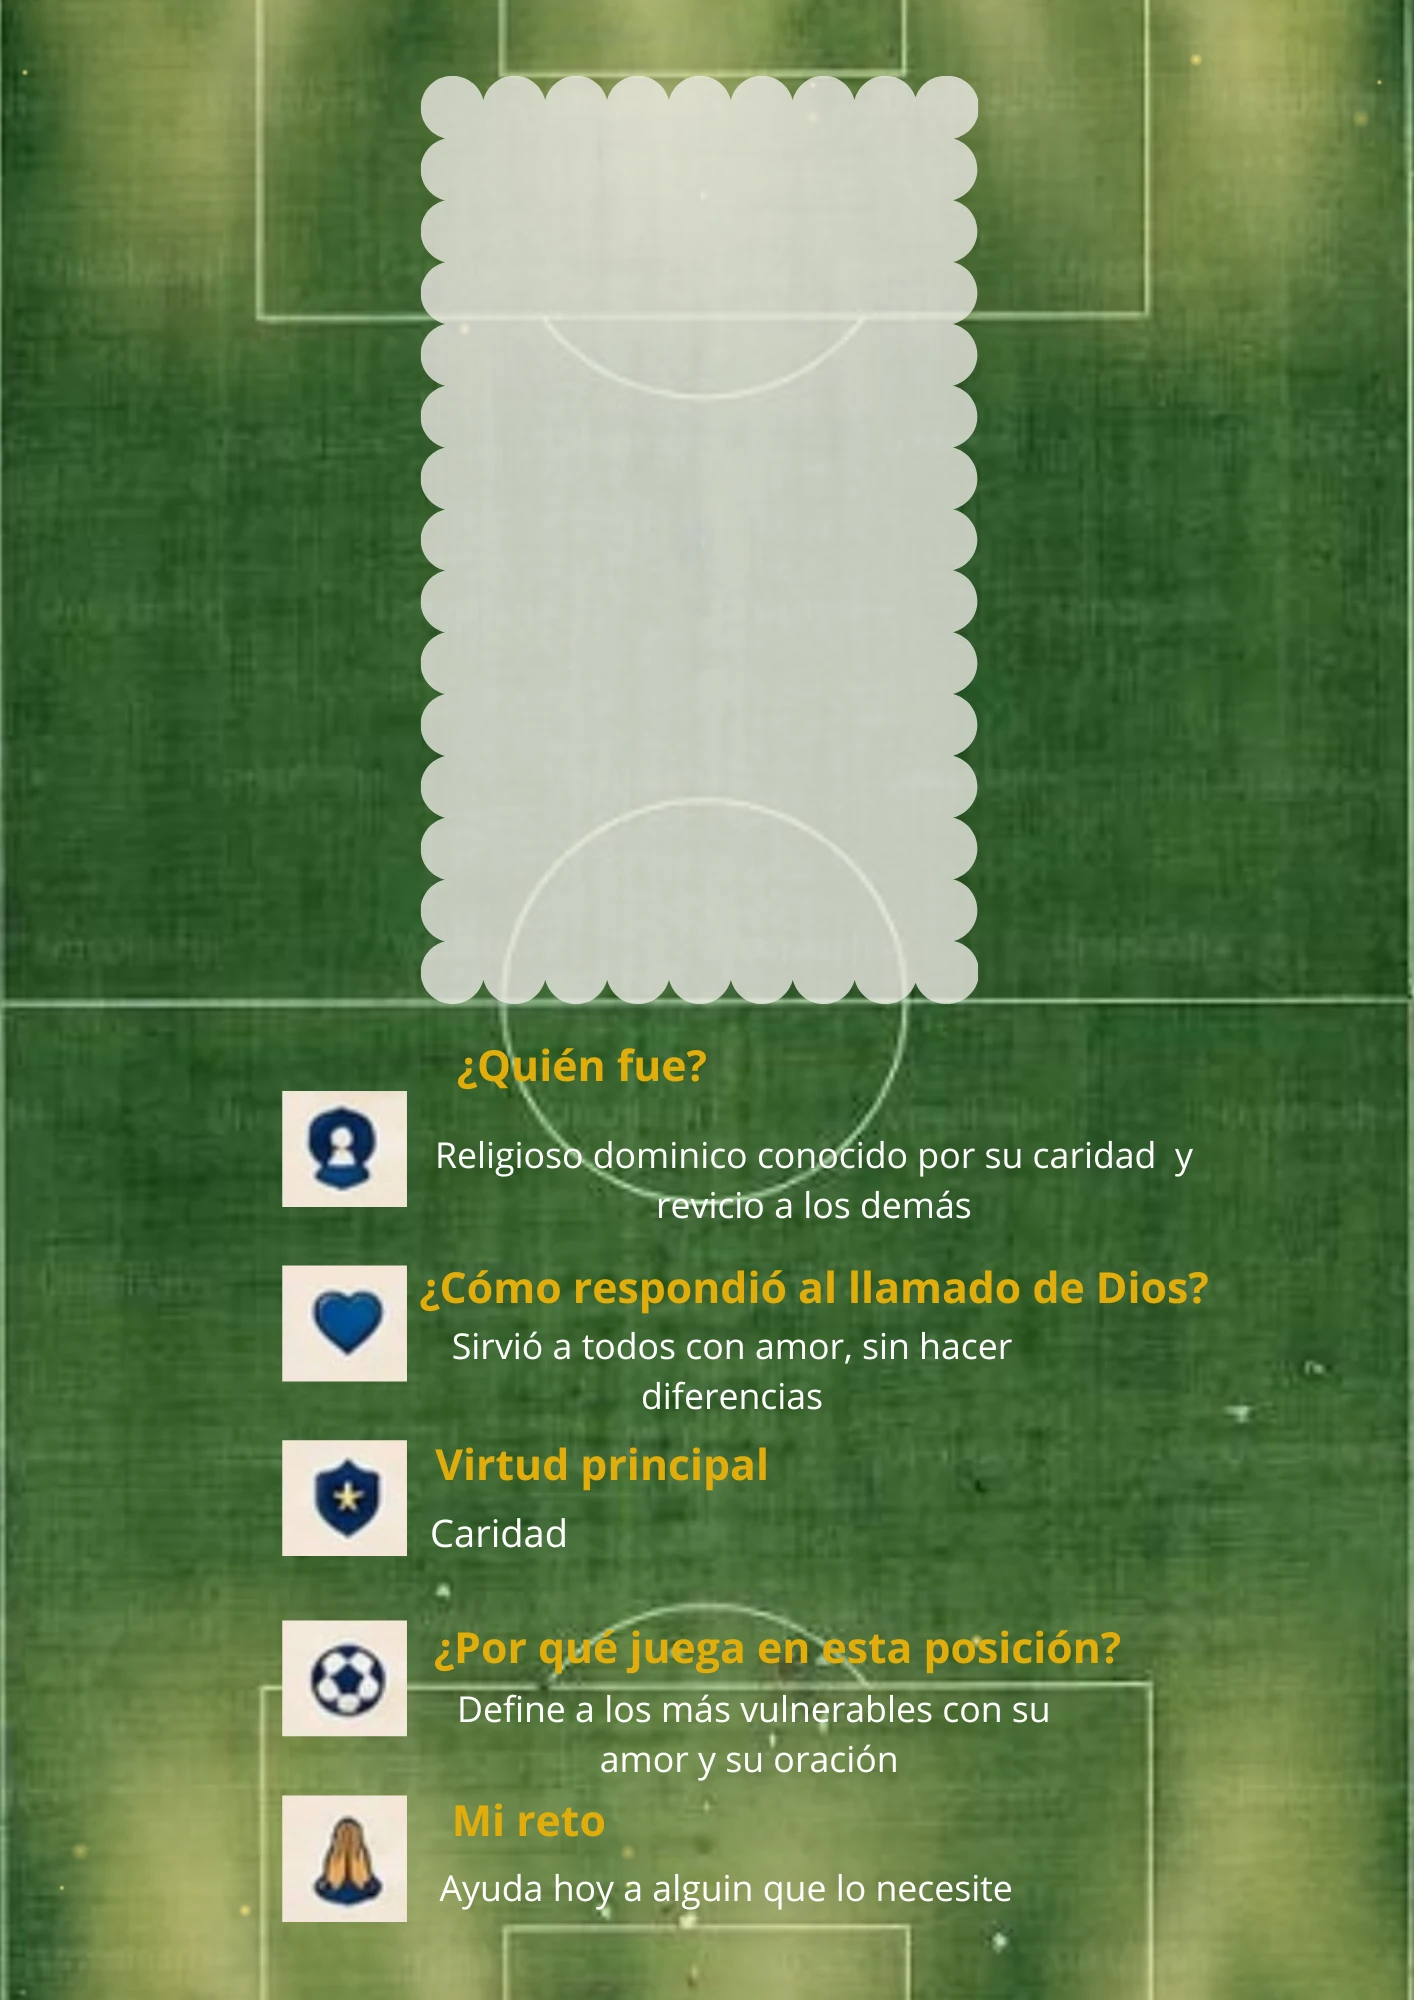 ¿Quién fue?
Religioso dominico conocido por su caridad  y
revicio a los demás
¿Cómo respondió al llamado de Dios?
Sirvió a todos con amor, sin hacer
diferencias
Virtud principal
Caridad
¿Por qué juega en esta posición?
Define a los más vulnerables con su
amor y su oración
Mi reto
Ayuda hoy a alguin que lo necesite